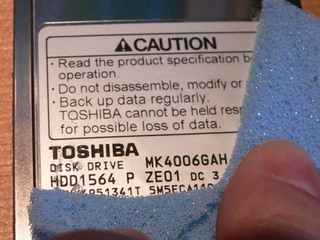 CAUTION
· Read the product specification
operation.
· Do not disassemble, modify or
· Back up data regularly.
TOSHIBA cannot be held
for possible loss of data.
TOSHIBA
DISK DRIVE MK4006GAH
HDD1564 P ZE01 DC 3.